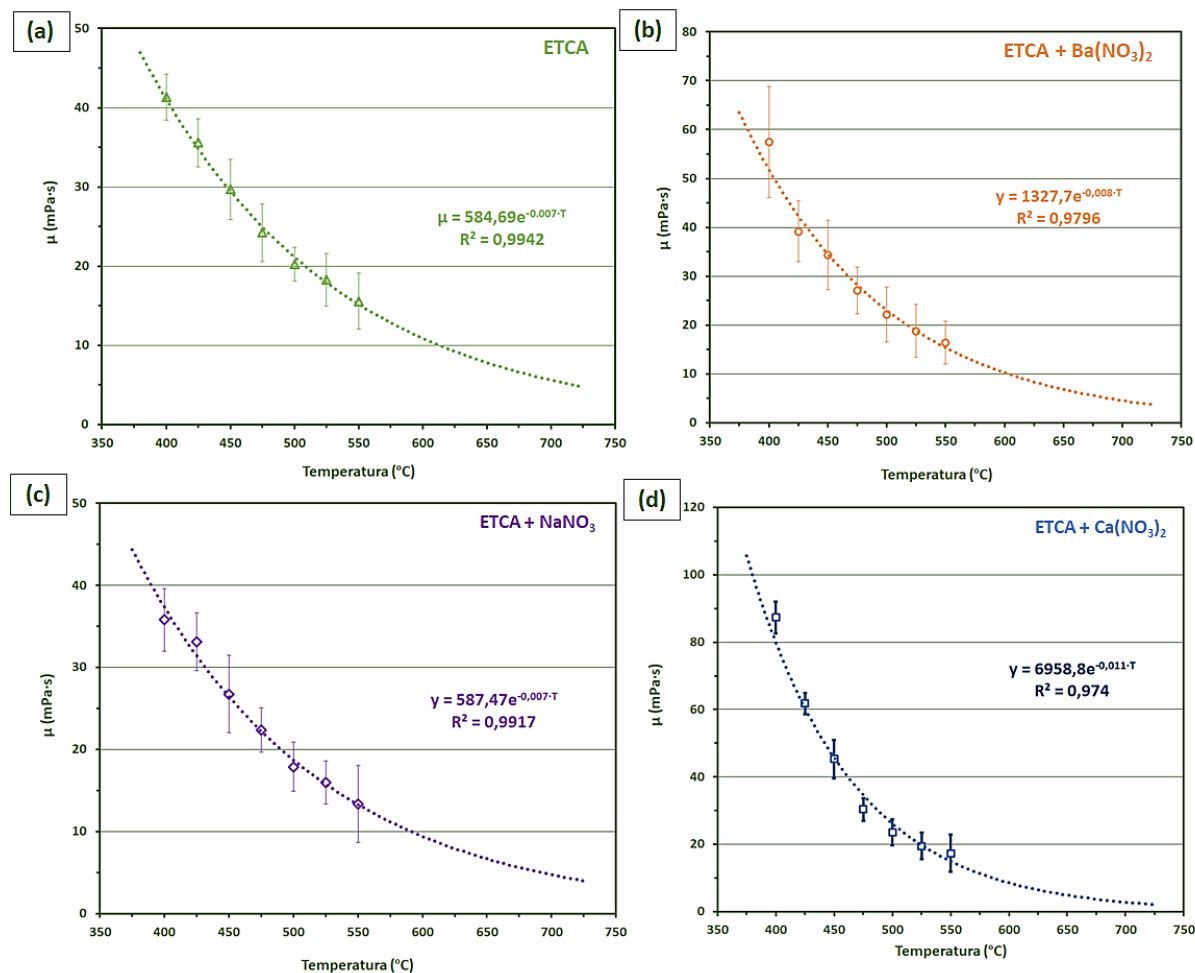 (a)
ETCA
50
40
30
20
10
0
μ (mPa·s)
μ = 584,69e^-0.007·T
R² = 0,9942
350 400 450 500 550 600 650 700 750
Temperatura (°C)
(b)
ETCA + Ba(NO₃)₂
80
70
60
50
40
30
20
10
0
μ (mPa·s)
y = 1327,7e^-0,008·T
R² = 0,9796
350 400 450 500 550 600 650 700 750
Temperatura (°C)
(c)
ETCA + NaNO₃
50
40
30
20
10
0
μ (mPa·s)
y = 587,47e^-0,007·T
R² = 0,9917
350 400 450 500 550 600 650 700 750
Temperatura (°C)
(d)
ETCA + Ca(NO₃)₂
120
100
80
60
40
20
0
μ (mPa·s)
y = 6958,8e^-0,011·T
R² = 0,974
350 400 450 500 550 600 650 700 750
Temperatura (°C)